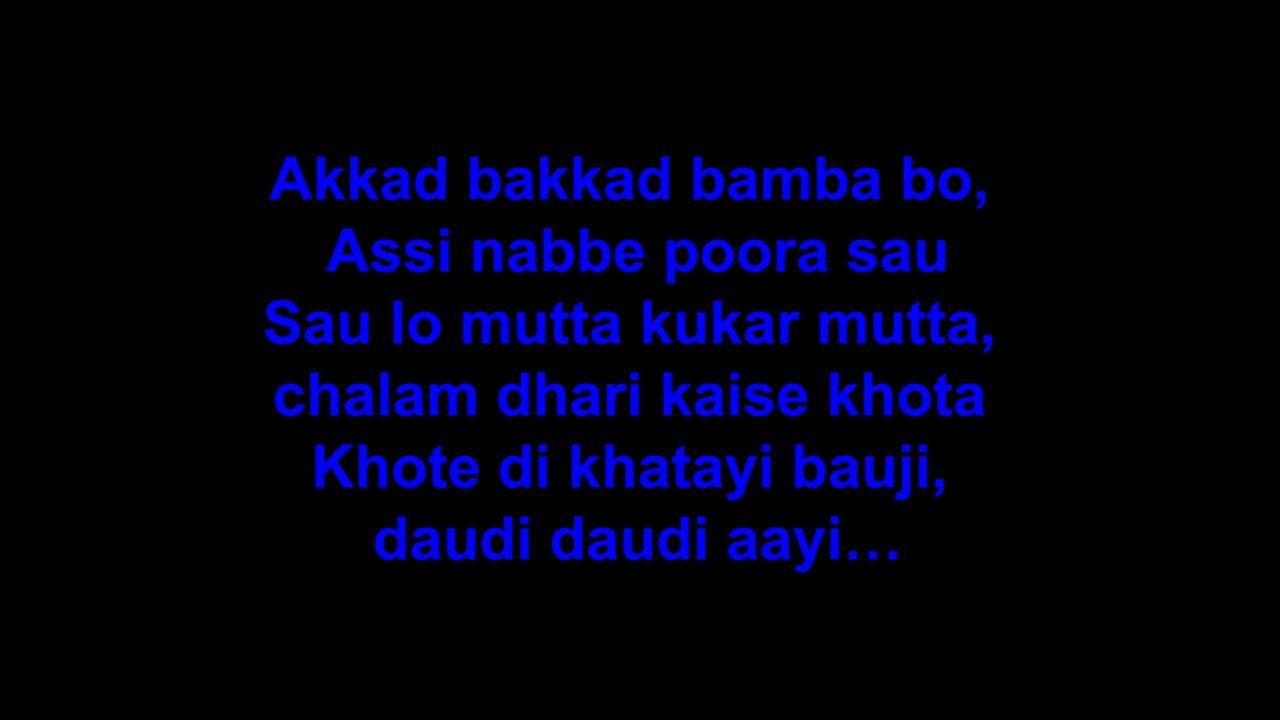 Akkad bakkad bamba bo,
Assi nabbe poora sau
Sau lo mutta kukar mutta,
chalam dhari kaise khota
Khote di khatayi bauji,
daudi daudi aayi…